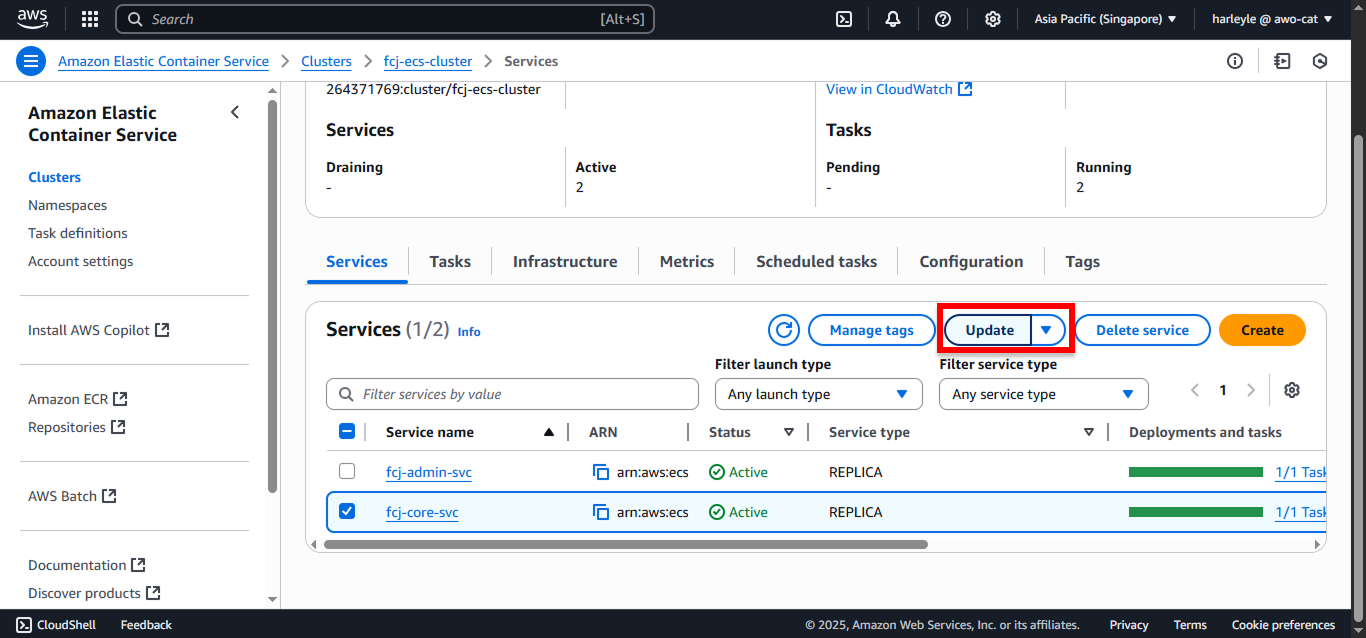 aws
Search [Alt+S]
Asia Pacific (Singapore)
harleyle @ awo-cat
Amazon Elastic Container Service
Clusters
fcj-ecs-cluster
Services
Amazon Elastic
Container Service
Clusters
Namespaces
Task definitions
Account settings
Install AWS Copilot
Amazon ECR
Repositories
AWS Batch
Documentation
Discover products
264371769:cluster/fcj-ecs-cluster
View in CloudWatch
Services
Tasks
Draining
-
Active
2
Pending
-
Running
2
Services
Tasks
Infrastructure
Metrics
Scheduled tasks
Configuration
Tags
Services (1/2) Info
Manage tags
Update
Delete service
Create
Filter launch type
Filter service type
Filter services by value
Any launch type
Any service type
1
Service name
ARN
Status
Service type
Deployments and tasks
fcj-admin-svc
arn:aws:ecs
Active
REPLICA
1/1 Task
fcj-core-svc
arn:aws:ecs
Active
REPLICA
1/1 Task
CloudShell
Feedback
© 2025, Amazon Web Services, Inc. or its affiliates.
Privacy
Terms
Cookie preferences